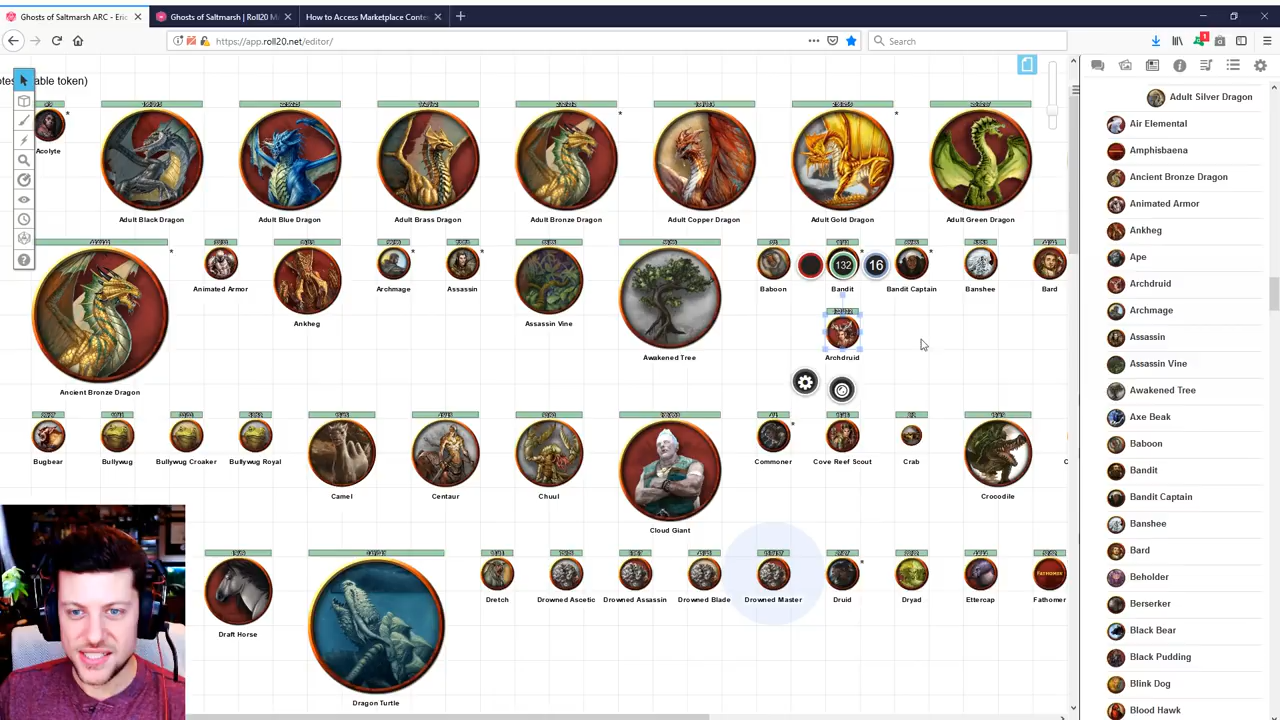 Ghosts of Saltmarsh ARC - Eric
Ghosts of Saltmarsh | Roll20 M
How to Access Marketplace Conte
https://app.roll20.net/editor/
Search
able token)
Acolyte
Adult Black Dragon
Adult Blue Dragon
Adult Brass Dragon
Adult Bronze Dragon
Adult Copper Dragon
Adult Gold Dragon
Adult Green Dragon
Ancient Bronze Dragon
Animated Armor
Ankheg
Archmage
Assassin
Assassin Vine
Awakened Tree
Baboon
132
16
Bandit
Bandit Captain
Banshee
Bard
Archdruid
Bugbear
Bullywug
Bullywug Croaker
Bullywug Royal
Camel
Centaur
Chuul
Cloud Giant
Commoner
Cove Reef Scout
Crab
Crocodile
Draft Horse
Dragon Turtle
Dretch
Drowned Ascetic
Drowned Assassin
Drowned Blade
Drowned Master
Druid
Dryad
Ettercap
FATHOMER
Fathomer
Adult Silver Dragon
Air Elemental
Amphisbaena
Ancient Bronze Dragon
Animated Armor
Ankheg
Ape
Archdruid
Archmage
Assassin
Assassin Vine
Awakened Tree
Axe Beak
Baboon
Bandit
Bandit Captain
Banshee
Bard
Beholder
Berserker
Black Bear
Black Pudding
Blink Dog
Blood Hawk